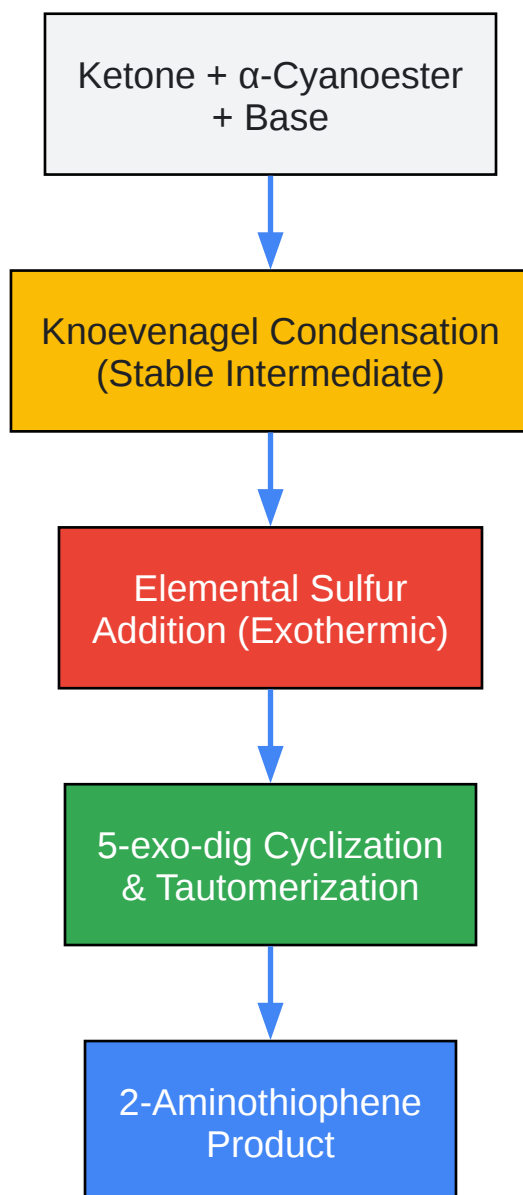 Ketone + α-Cyanoester
+ Base
Knoevenagel Condensation
(Stable Intermediate)
Elemental Sulfur
Addition (Exothermic)
5-exo-dig Cyclization
& Tautomerization
2-Aminothiophene
Product